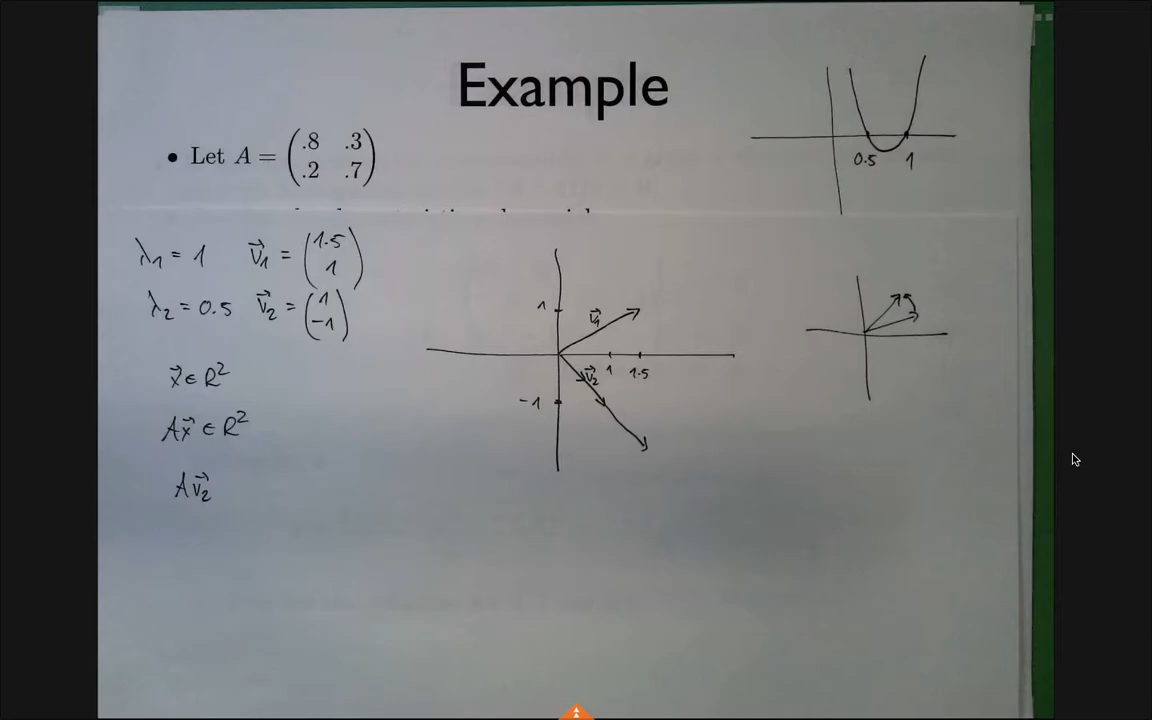 Example
• Let A = (.8 .3
.2 .7)
0.5 1
λ₁ = 1 v⃗₁ = (1.5
1)
λ₂ = 0.5 v⃗₂ = (1
-1)
x⃗ ∈ R²
Ax⃗ ∈ R²
Av⃗₂
1
v⃗₁
v⃗₂ 1 1.5
-1